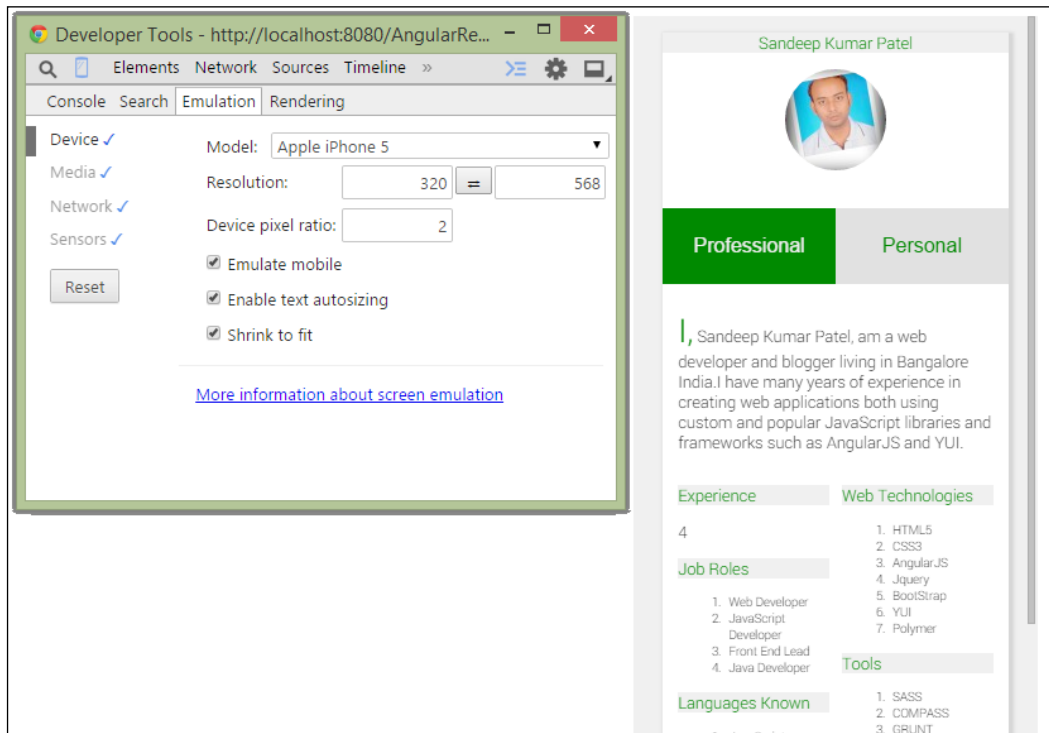 Developer Tools - http://localhost:8080/AngularRe...
Elements Network Sources Timeline »
Console Search Emulation Rendering
Device ✓
Media ✓
Network ✓
Sensors ✓
Reset
Model: Apple iPhone 5
Resolution: 320 568
Device pixel ratio: 2
Emulate mobile
Enable text autosizing
Shrink to fit
More information about screen emulation
Sandeep Kumar Patel
Professional Personal
I, Sandeep Kumar Patel, am a web
developer and blogger living in Bangalore
India.I have many years of experience in
creating web applications both using
custom and popular JavaScript libraries and
frameworks such as AngularJS and YUI.
Experience
4
Job Roles
1. Web Developer
2. JavaScript
Developer
3. Front End Lead
4. Java Developer
Languages Known
Web Technologies
1. HTML5
2. CSS3
3. AngularJS
4. Jquery
5. BootStrap
6. YUI
7. Polymer
Tools
1. SASS
2. COMPASS
3. GRUNT